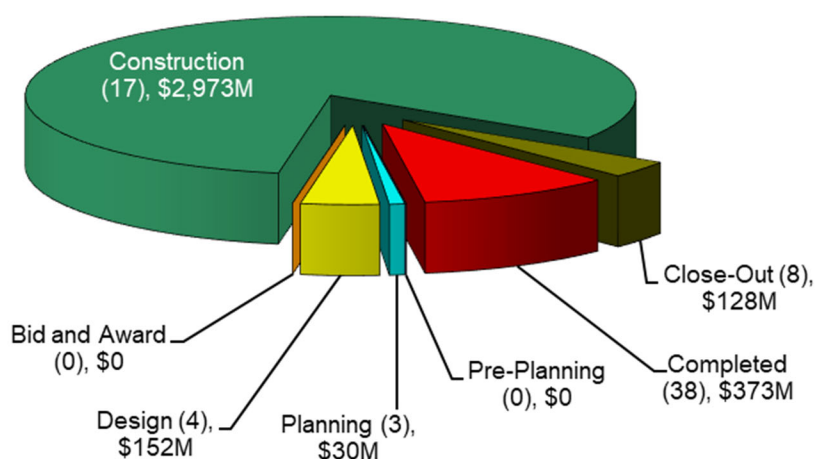 Construction
(17), $2,973M
Close-Out (8),
$128M
Bid and Award
(0), $0
Pre-Planning
(0), $0
Completed
(38), $373M
Design (4),
$152M
Planning (3),
$30M